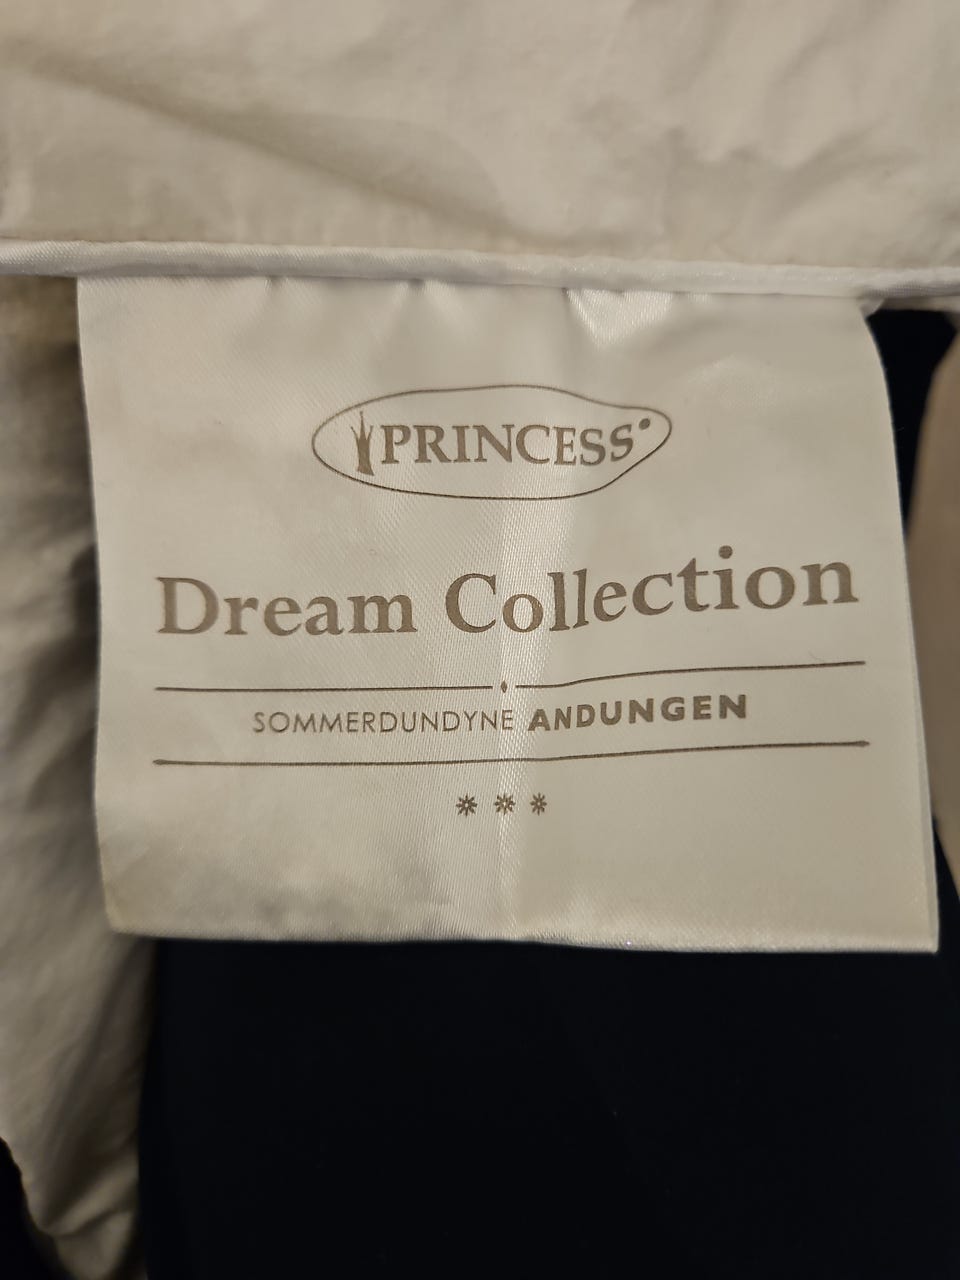 PRINCESS
Dream Collection
SOMMERDUNDYNE ANDUNGEN
***